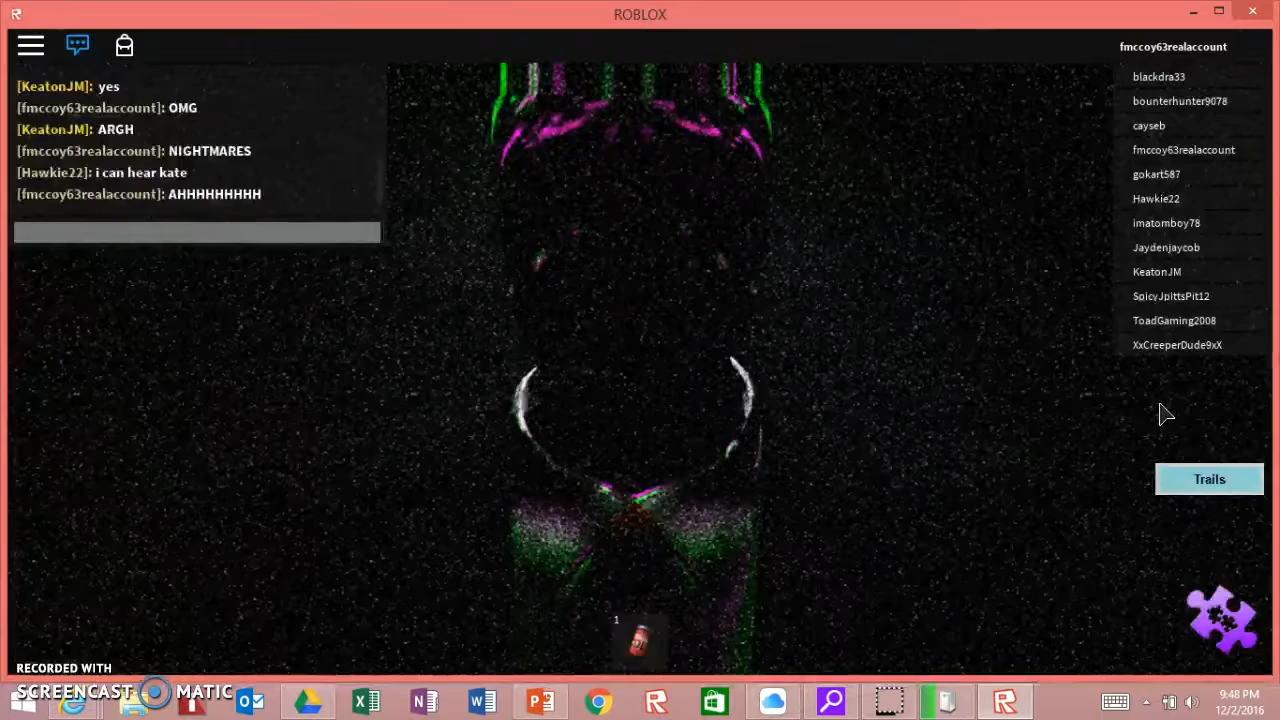 ROBLOX
fmccoy63realaccount
[KeatonJM]: yes
[fmccoy63realaccount]: OMG
[KeatonJM]: ARGH
[fmccoy63realaccount]: NIGHTMARES
[Hawkie22]: i can hear kate
[fmccoy63realaccount]: AHHHHHHHHH
blackdra33
bounterhunter9078
cayseb
fmccoy63realaccount
gokart587
Hawkie22
imatomboy78
Jaydenjaycob
KeatonJM
SpicyJpittsPit12
ToadGaming2008
XxCreeperDude9xX
Trails
1
RECORDED WITH
SCREENCAST MATIC
9:48 PM
12/2/2016